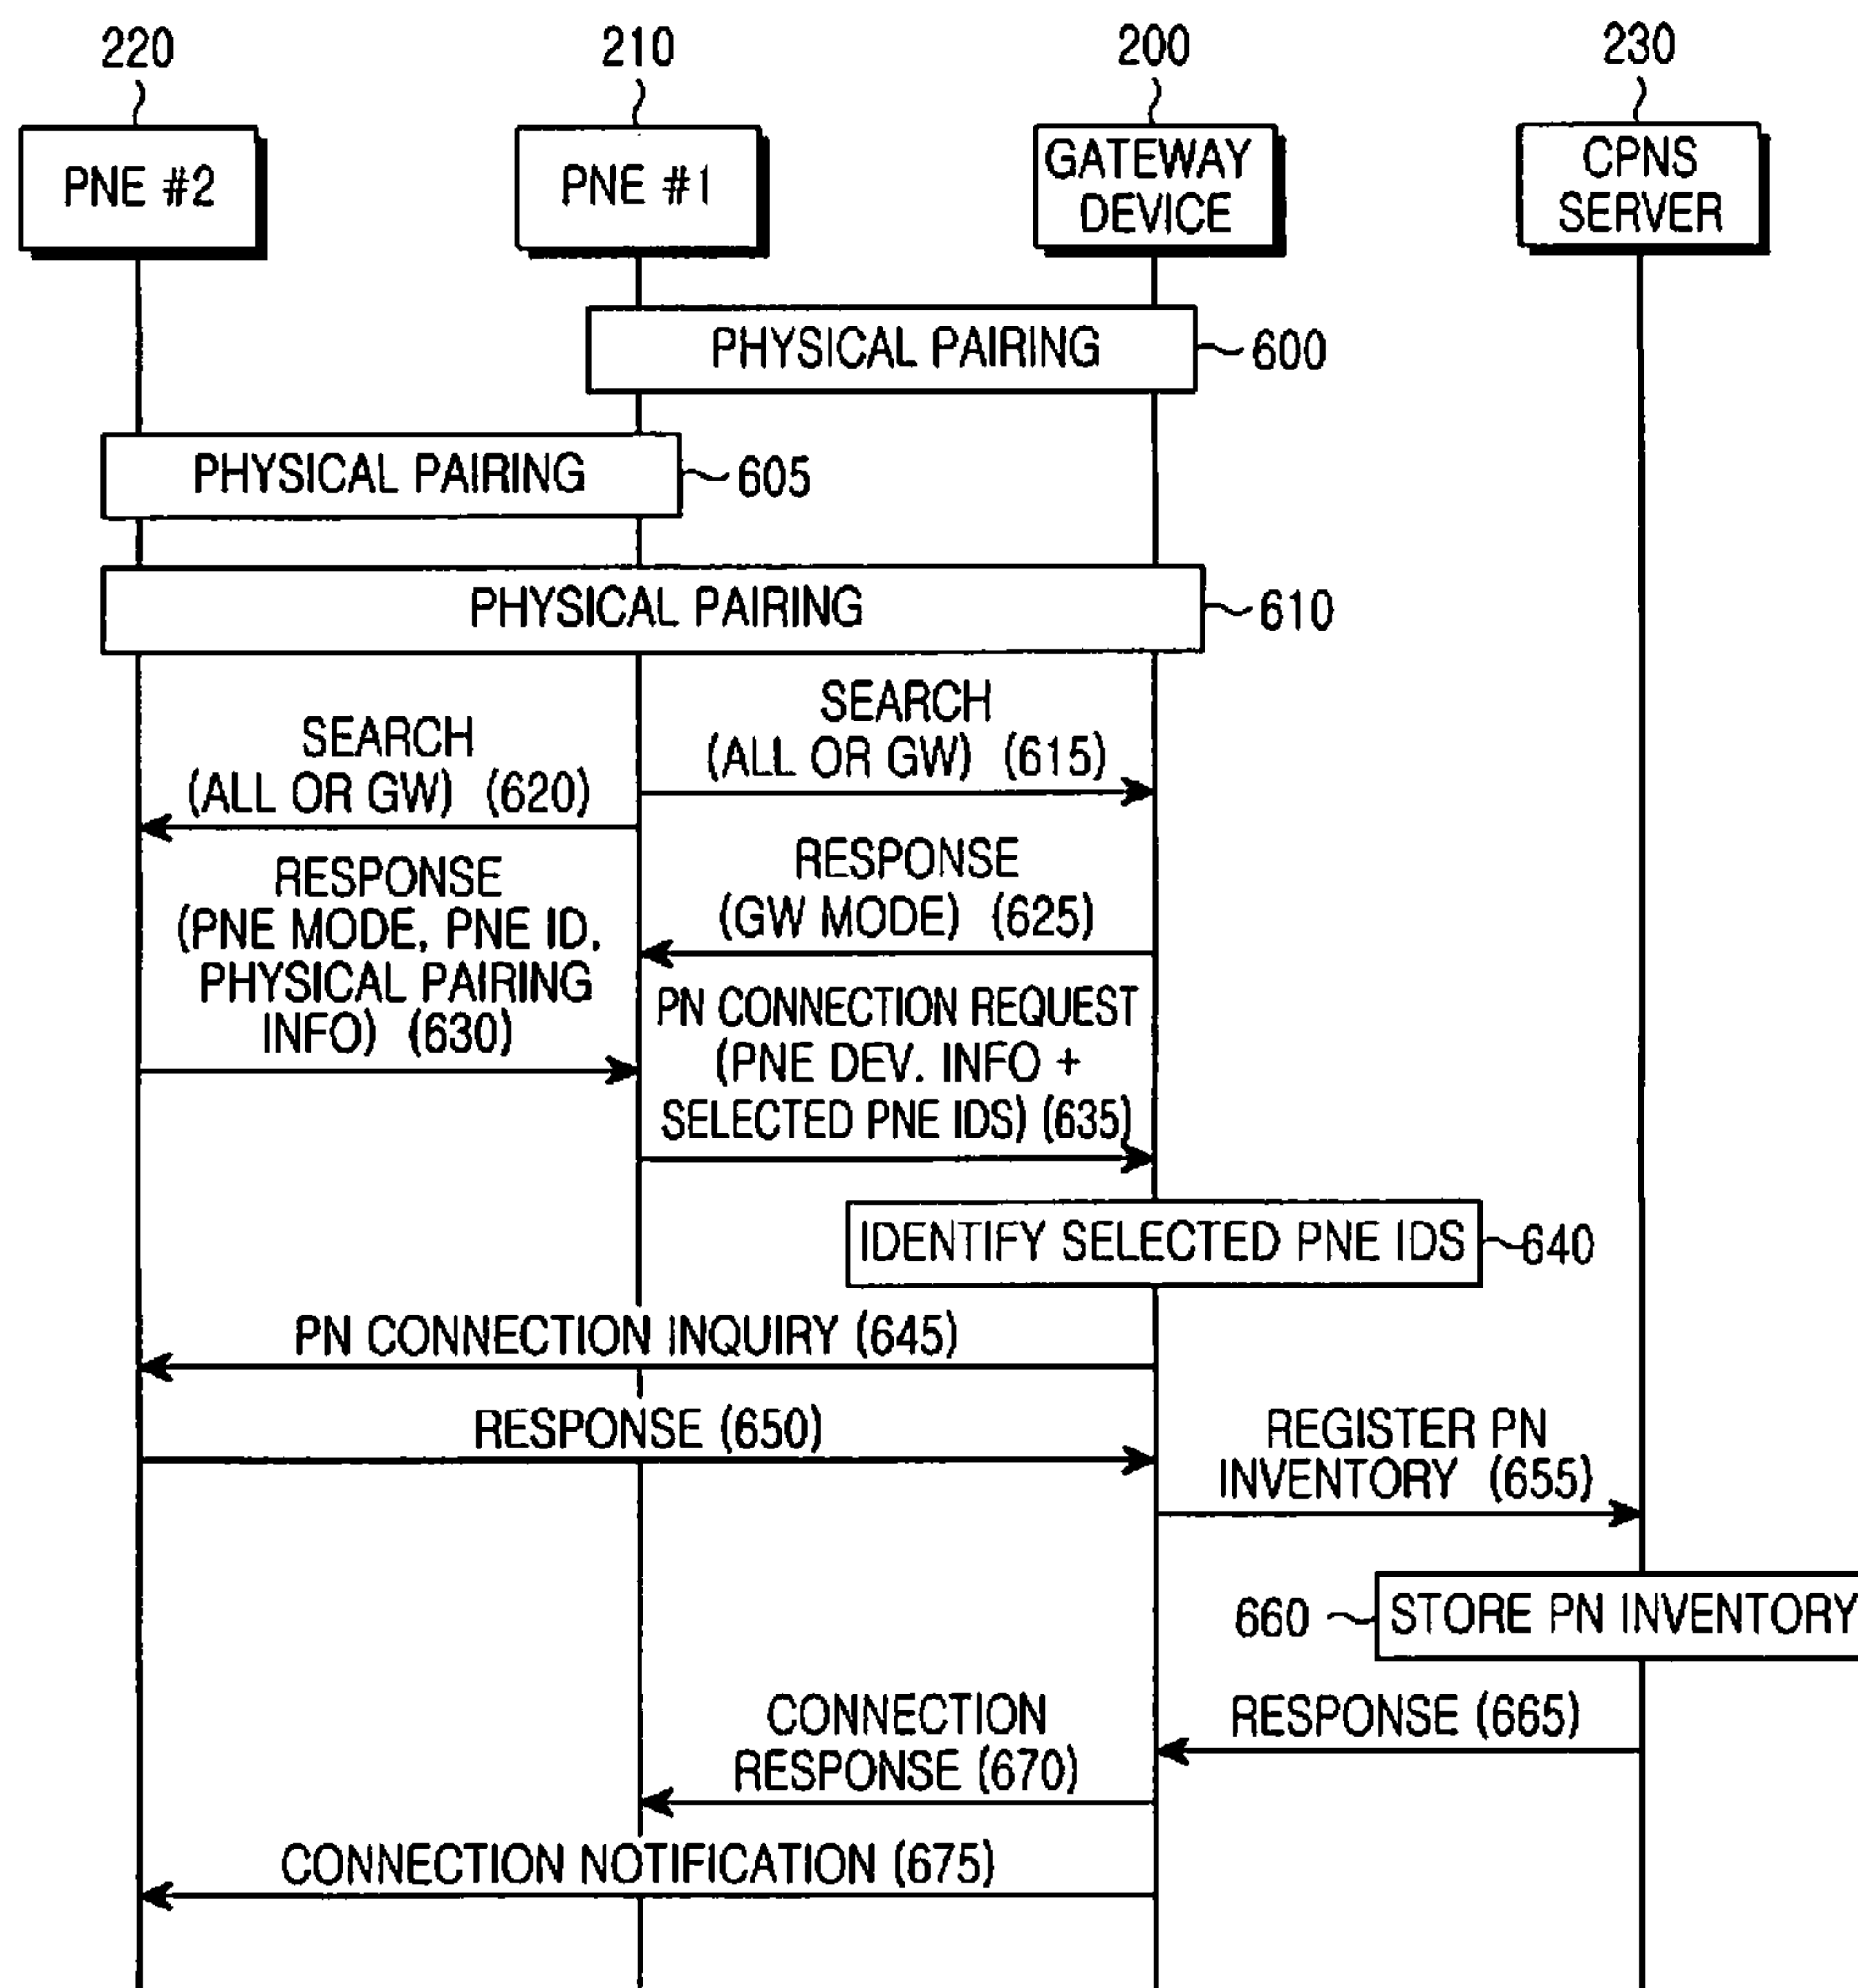 220
210
200
230
PNE #2
PNE #1
GATEWAY
DEVICE
CPNS
SERVER
PHYSICAL PAIRING
600
PHYSICAL PAIRING
605
PHYSICAL PAIRING
610
SEARCH
(ALL OR GW) (615)
SEARCH
(ALL OR GW) (620)
RESPONSE
(GW MODE) (625)
RESPONSE
(PNE MODE, PNE ID,
PHYSICAL PAIRING
INFO) (630)
PN CONNECTION REQUEST
(PNE DEV. INFO +
SELECTED PNE IDS) (635)
IDENTIFY SELECTED PNE IDS
640
PN CONNECTION INQUIRY (645)
RESPONSE (650)
REGISTER PN
INVENTORY (655)
660
STORE PN INVENTORY
RESPONSE (665)
CONNECTION
RESPONSE (670)
CONNECTION NOTIFICATION (675)